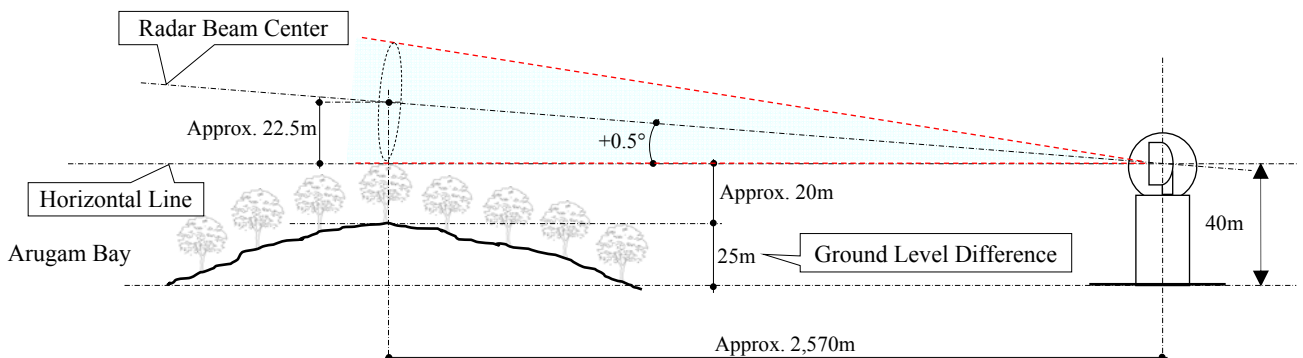 Radar Beam Center
Approx. 22.5m
+0.5°
Approx. 20m
Horizontal Line
40m
Arugam Bay
25m
Ground Level Difference
Approx. 2,570m